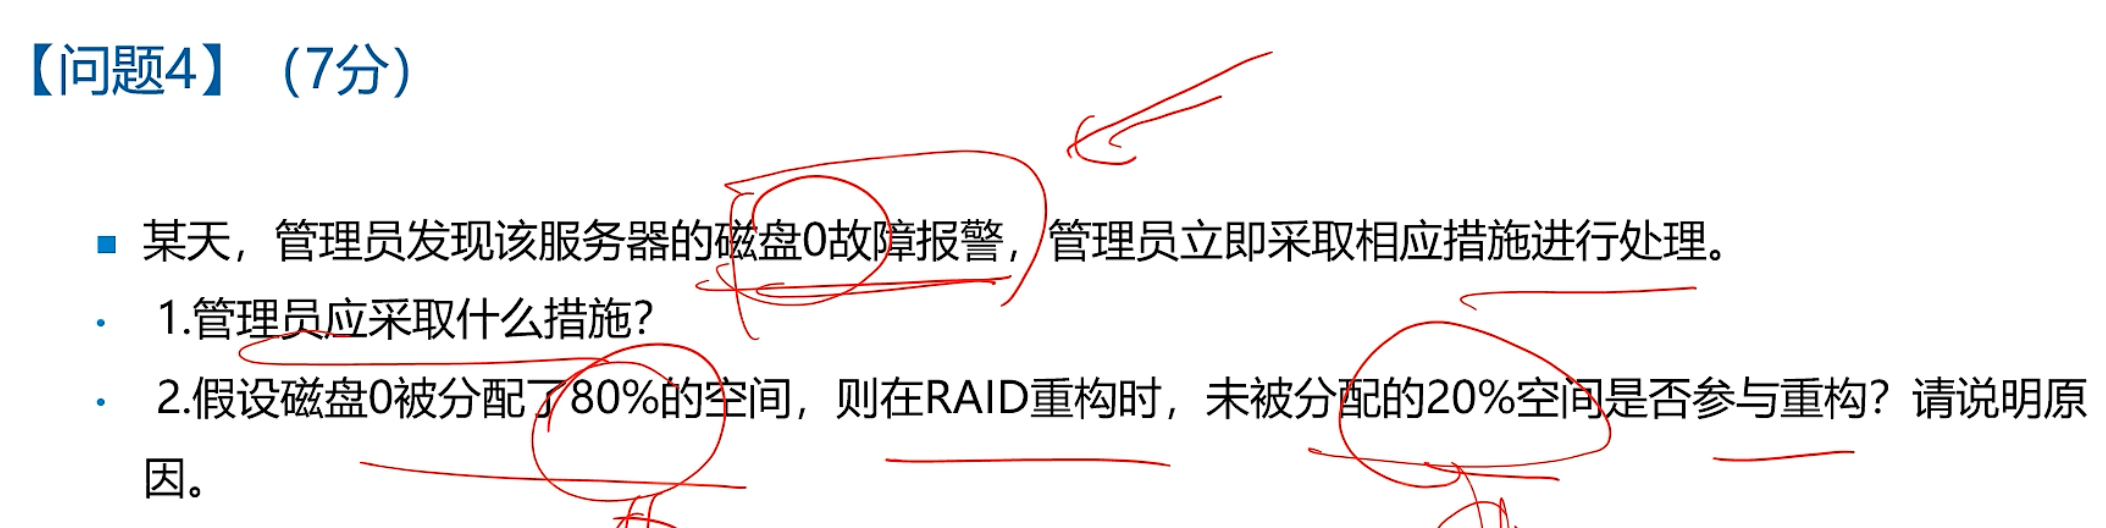 【问题4】（7分）
■ 某天，管理员发现该服务器的磁盘0故障报警，管理员立即采取相应措施进行处理。
• 1.管理员应采取什么措施？
• 2.假设磁盘0被分配了80%的空间，则在RAID重构时，未被分配的20%空间是否参与重构？请说明原
因。